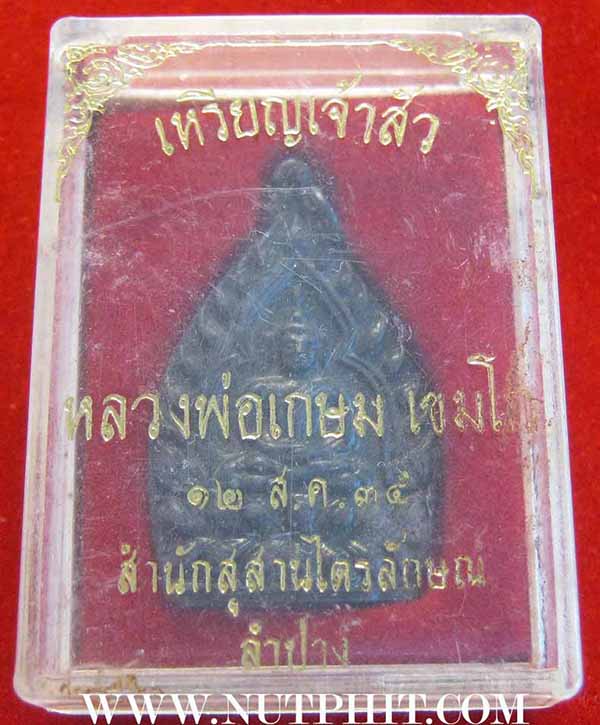 เหรียญเจ้าสัว
หลวงพ่อเกษม เขมโก
๑๒ ส.ค.๓๕
สำนักสุสานไตรลักษณ์
ลำปาง
WWW.NUTPHIT.COM